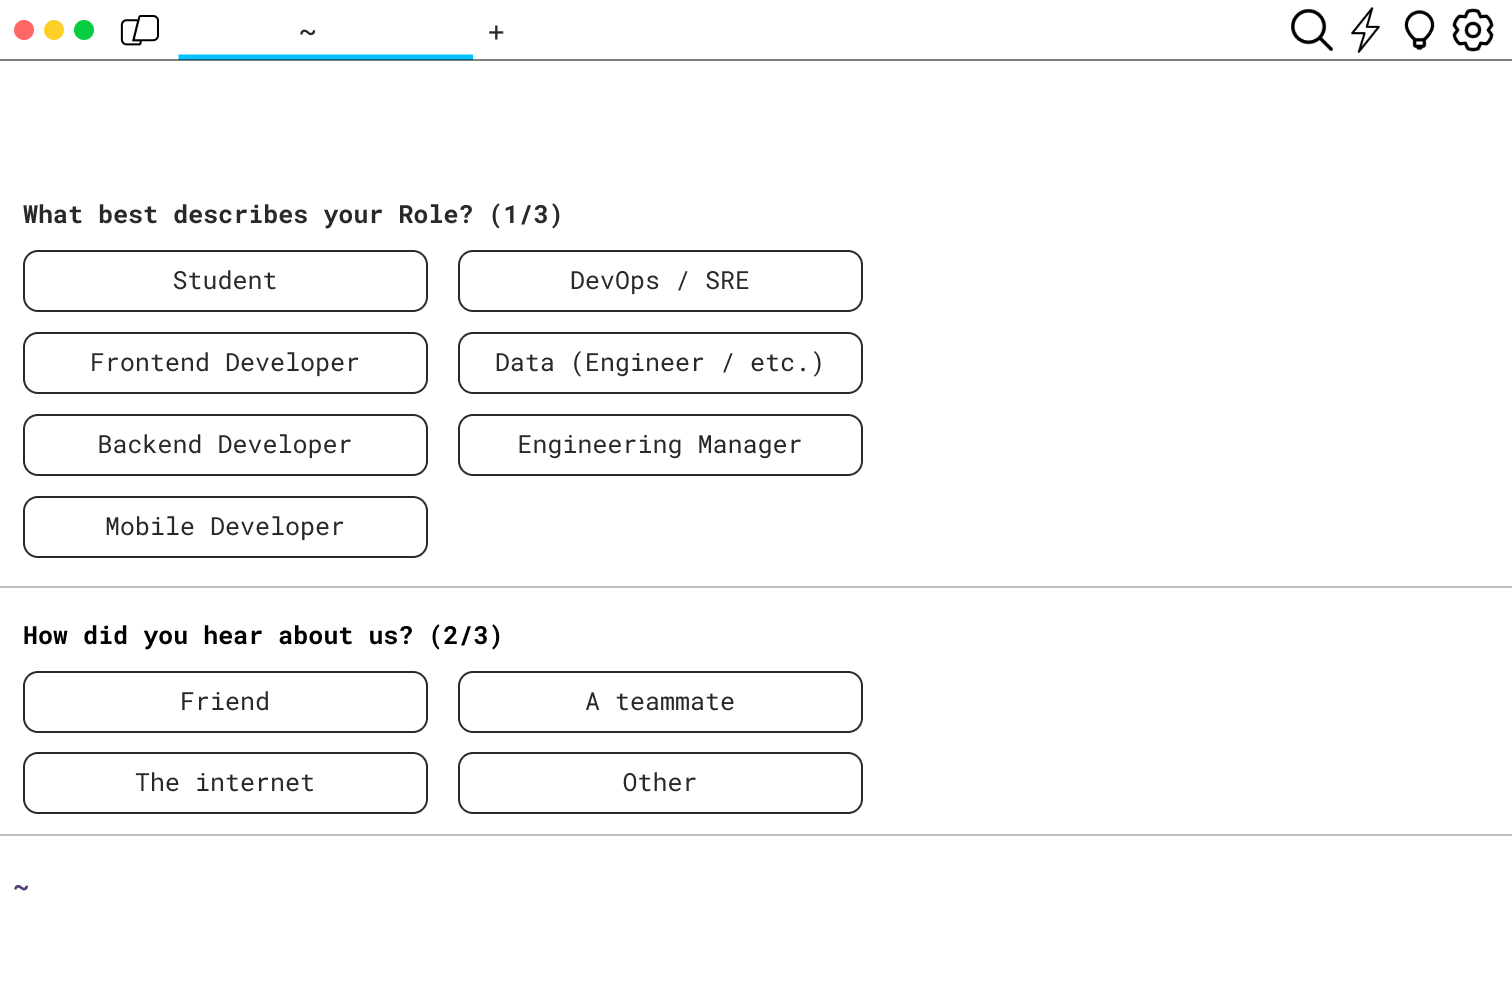 ~ +
What best describes your Role? (1/3)
Student DevOps / SRE
Frontend Developer Data (Engineer / etc.)
Backend Developer Engineering Manager
Mobile Developer
How did you hear about us? (2/3)
Friend A teammate
The internet Other
~